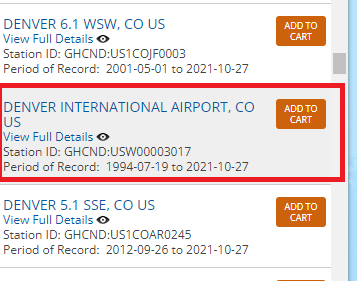 DENVER 6.1 WSW, CO US
ADD TO CART
View Full Details
Station ID: GHCND:US1COJF0003
Period of Record: 2001-05-01 to 2021-10-27
DENVER INTERNATIONAL AIRPORT, CO
US
ADD TO CART
View Full Details
Station ID: GHCND:USW00003017
Period of Record: 1994-07-19 to 2021-10-27
DENVER 5.1 SSE, CO US
ADD TO CART
View Full Details
Station ID: GHCND:US1COAR0245
Period of Record: 2012-09-26 to 2021-10-27